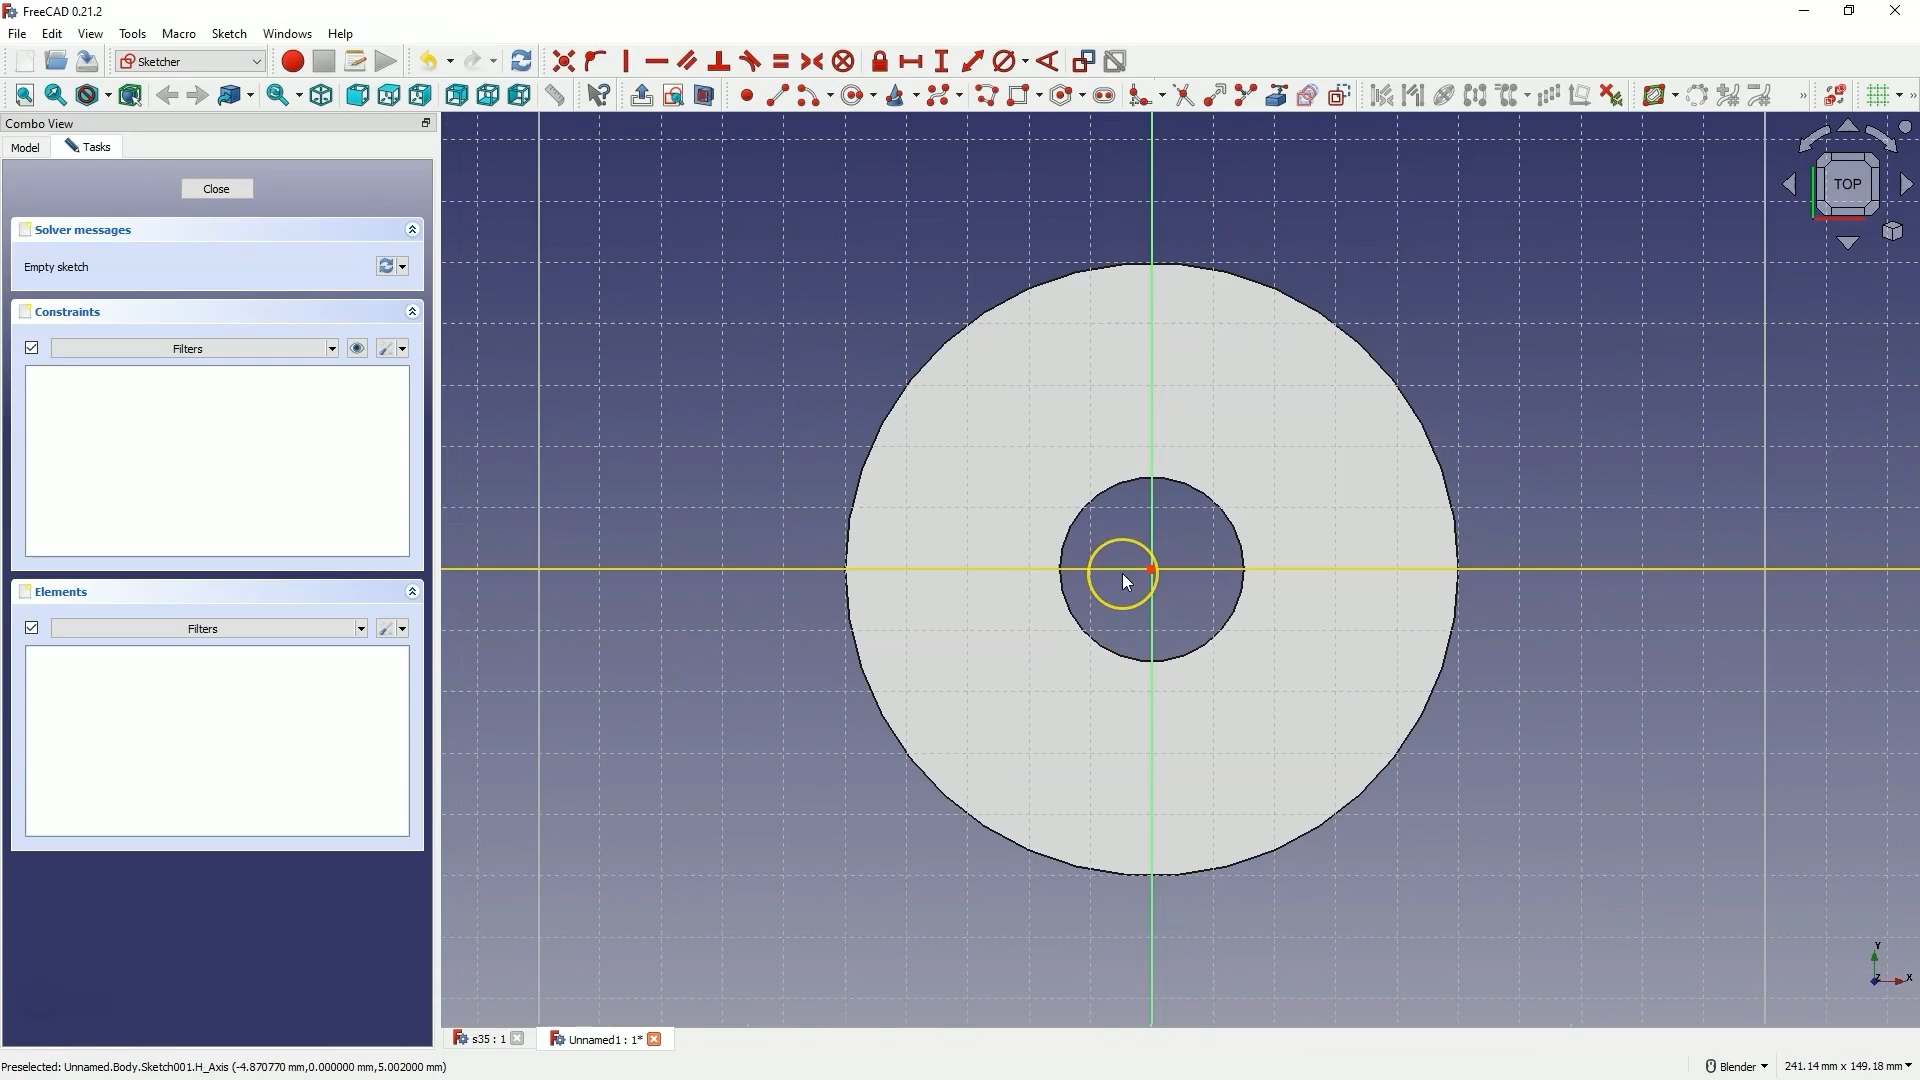 FreeCAD 0.21.2
File Edit View Tools Macro Sketch Windows Help
Sketcher
Combo View
Model Tasks
Close
Solver messages
Empty sketch
Constraints
Filters
Elements
Filters
TOP
Y
Z
X
s35 : 1
Unnamed1 : 1*
Preselected: Unnamed.Body.Sketch001.H_Axis (-4.870770 mm,0.000000 mm,5.002000 mm)
Blender
241.14 mm x 149.18 mm